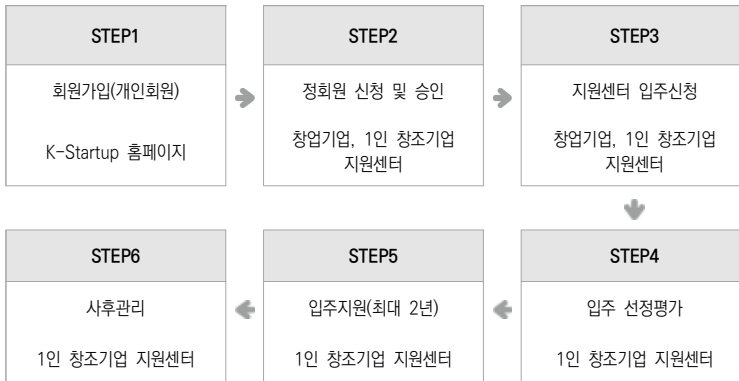 STEP1
회원가입(개인회원)
K-Startup 홈페이지
STEP2
정회원 신청 및 승인
창업기업, 1인 창조기업
지원센터
STEP3
지원센터 입주신청
창업기업, 1인 창조기업
지원센터
STEP4
입주 선정평가
1인 창조기업 지원센터
STEP5
입주지원(최대 2년)
1인 창조기업 지원센터
STEP6
사후관리
1인 창조기업 지원센터